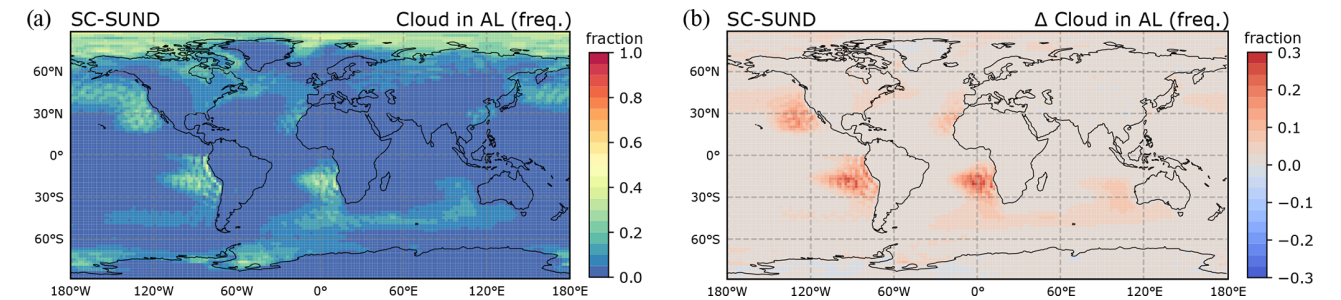 (a) SC-SUND Cloud in AL (freq.)
fraction
1.0
0.8
0.6
0.4
0.2
0.0
60°N
30°N
0°
30°S
60°S
180°W 120°W 60°W 0° 60°E 120°E 180°E
(b) SC-SUND Δ Cloud in AL (freq.)
fraction
0.3
0.2
0.1
0.0
−0.1
−0.2
−0.3
60°N
30°N
0°
30°S
60°S
180°W 120°W 60°W 0° 60°E 120°E 180°E